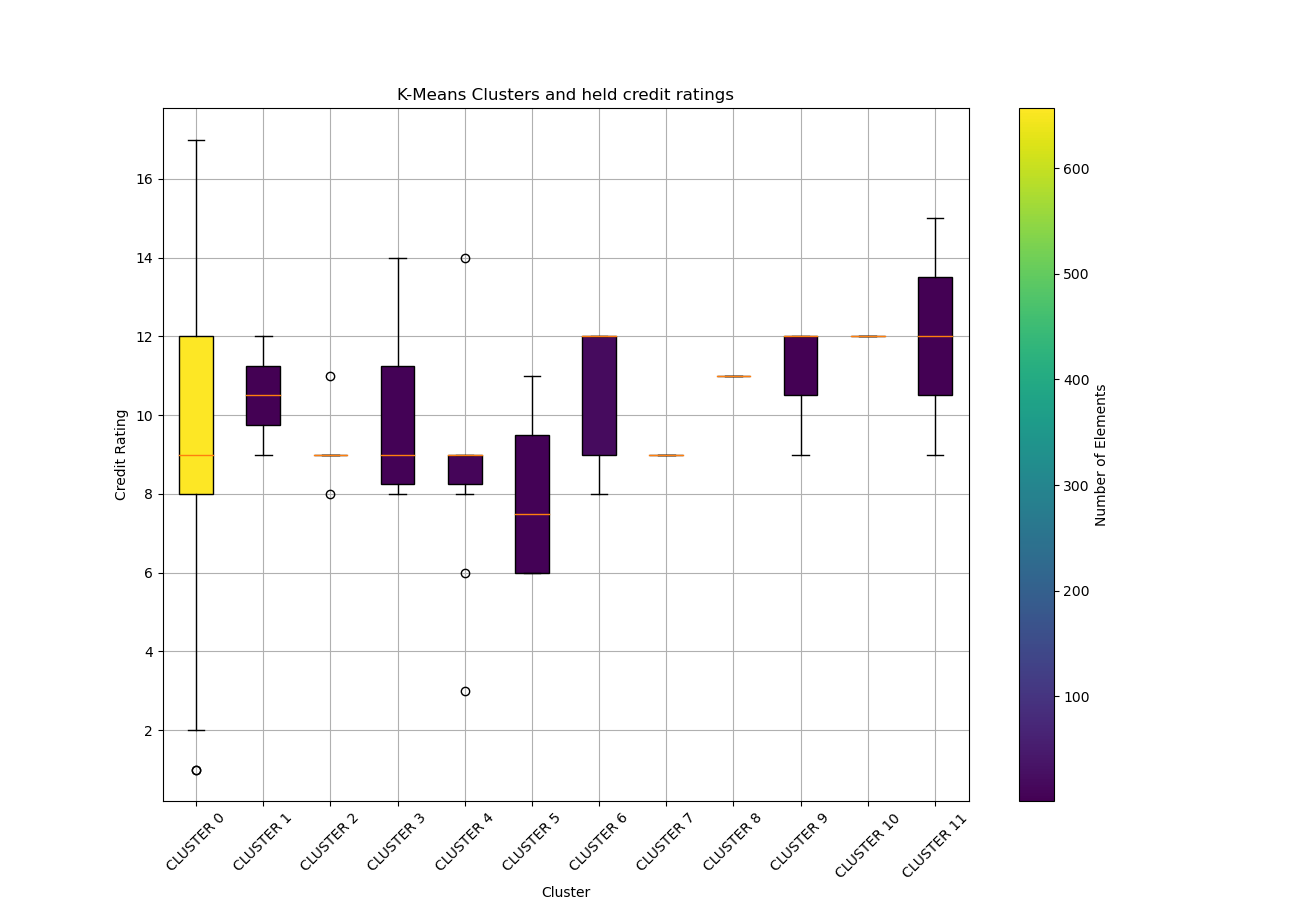 K-Means Clusters and held credit ratings
16
14
12
10
8
6
4
2
Credit Rating
CLUSTER 0
CLUSTER 1
CLUSTER 2
CLUSTER 3
CLUSTER 4
CLUSTER 5
CLUSTER 6
CLUSTER 7
CLUSTER 8
CLUSTER 9
CLUSTER 10
CLUSTER 11
Cluster
600
500
400
300
200
100
Number of Elements